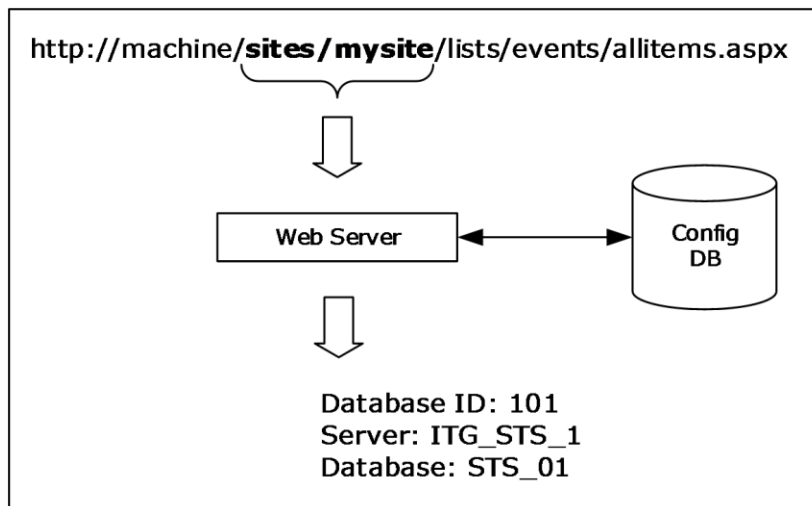 http://machine/sites/mysite/lists/events/allitems.aspx
Web Server
Config
DB
Database ID: 101
Server: ITG_STS_1
Database: STS_01